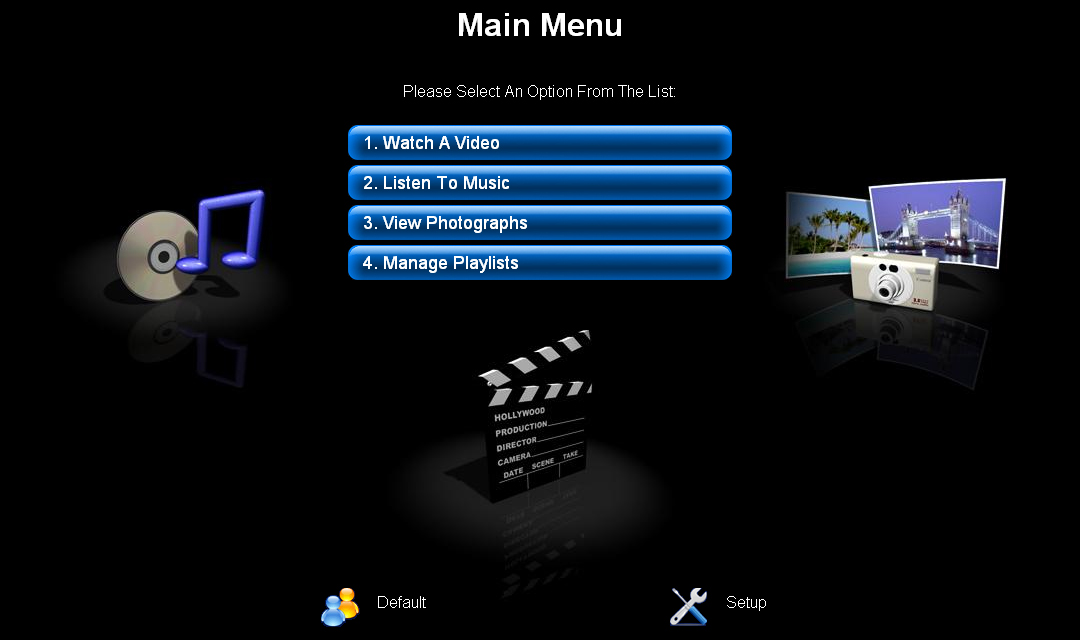 Main Menu
Please Select An Option From The List:
1. Watch A Video
2. Listen To Music
3. View Photographs
4. Manage Playlists
HOLLYWOOD
PRODUCTION
DIRECTOR
CAMERA
DATE SCENE TAKE
Default
Setup